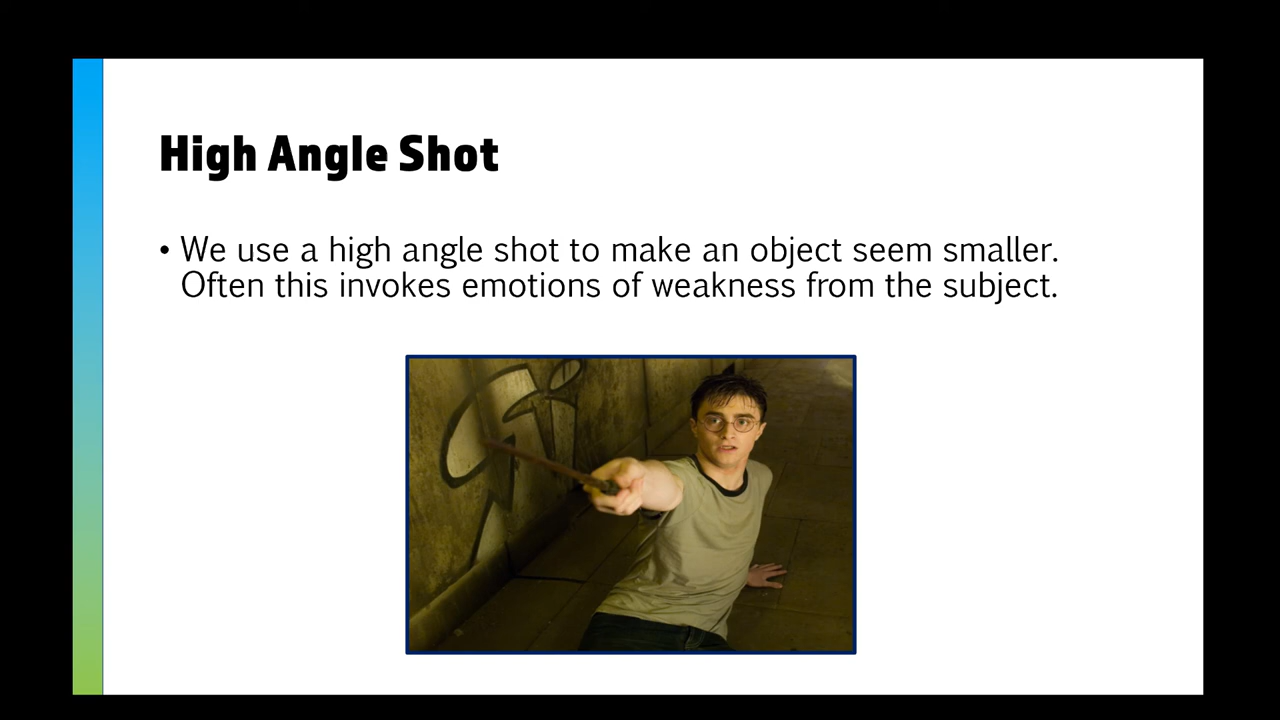 High Angle Shot
• We use a high angle shot to make an object seem smaller.
Often this invokes emotions of weakness from the subject.